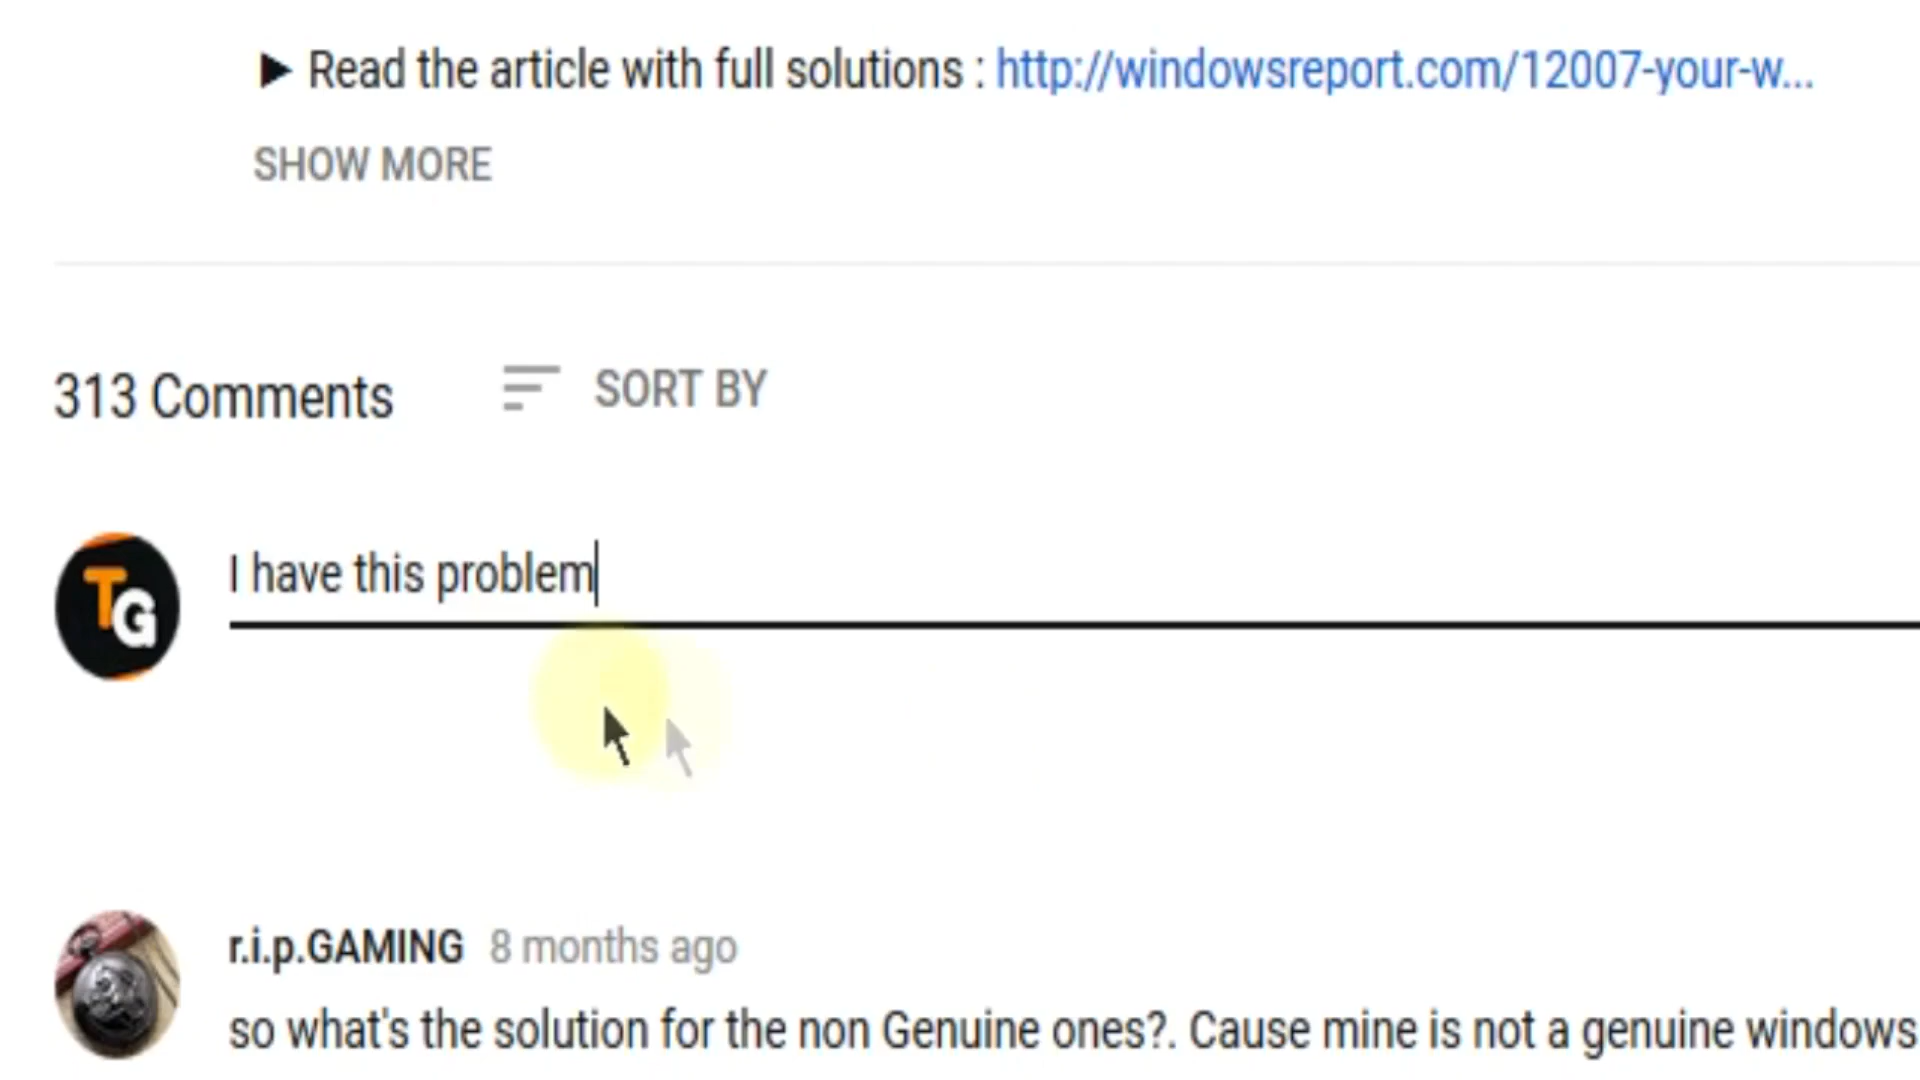 ▶ Read the article with full solutions : http://windowsreport.com/12007-your-w...
SHOW MORE
313 Comments SORT BY
TG
I have this problem
r.i.p.GAMING 8 months ago
so what's the solution for the non Genuine ones?. Cause mine is not a genuine windows